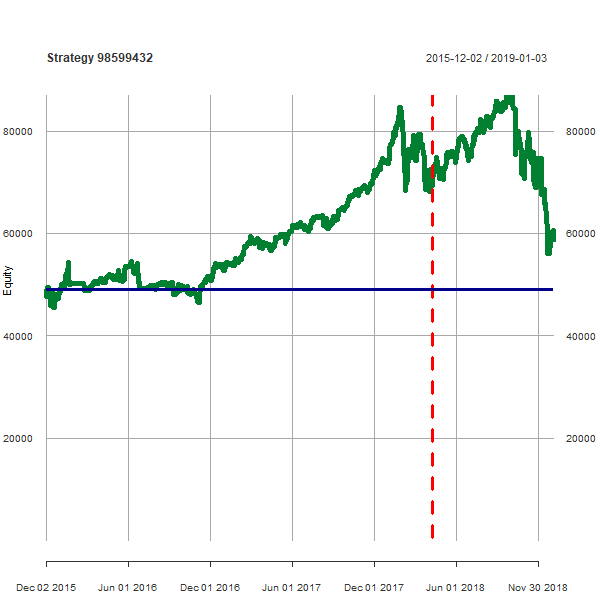 Strategy 98599432
2015-12-02 / 2019-01-03
80000
80000
60000
60000
Equity
40000
40000
20000
20000
Dec 02 2015
Jun 01 2016
Dec 01 2016
Jun 01 2017
Dec 01 2017
Jun 01 2018
Nov 30 2018